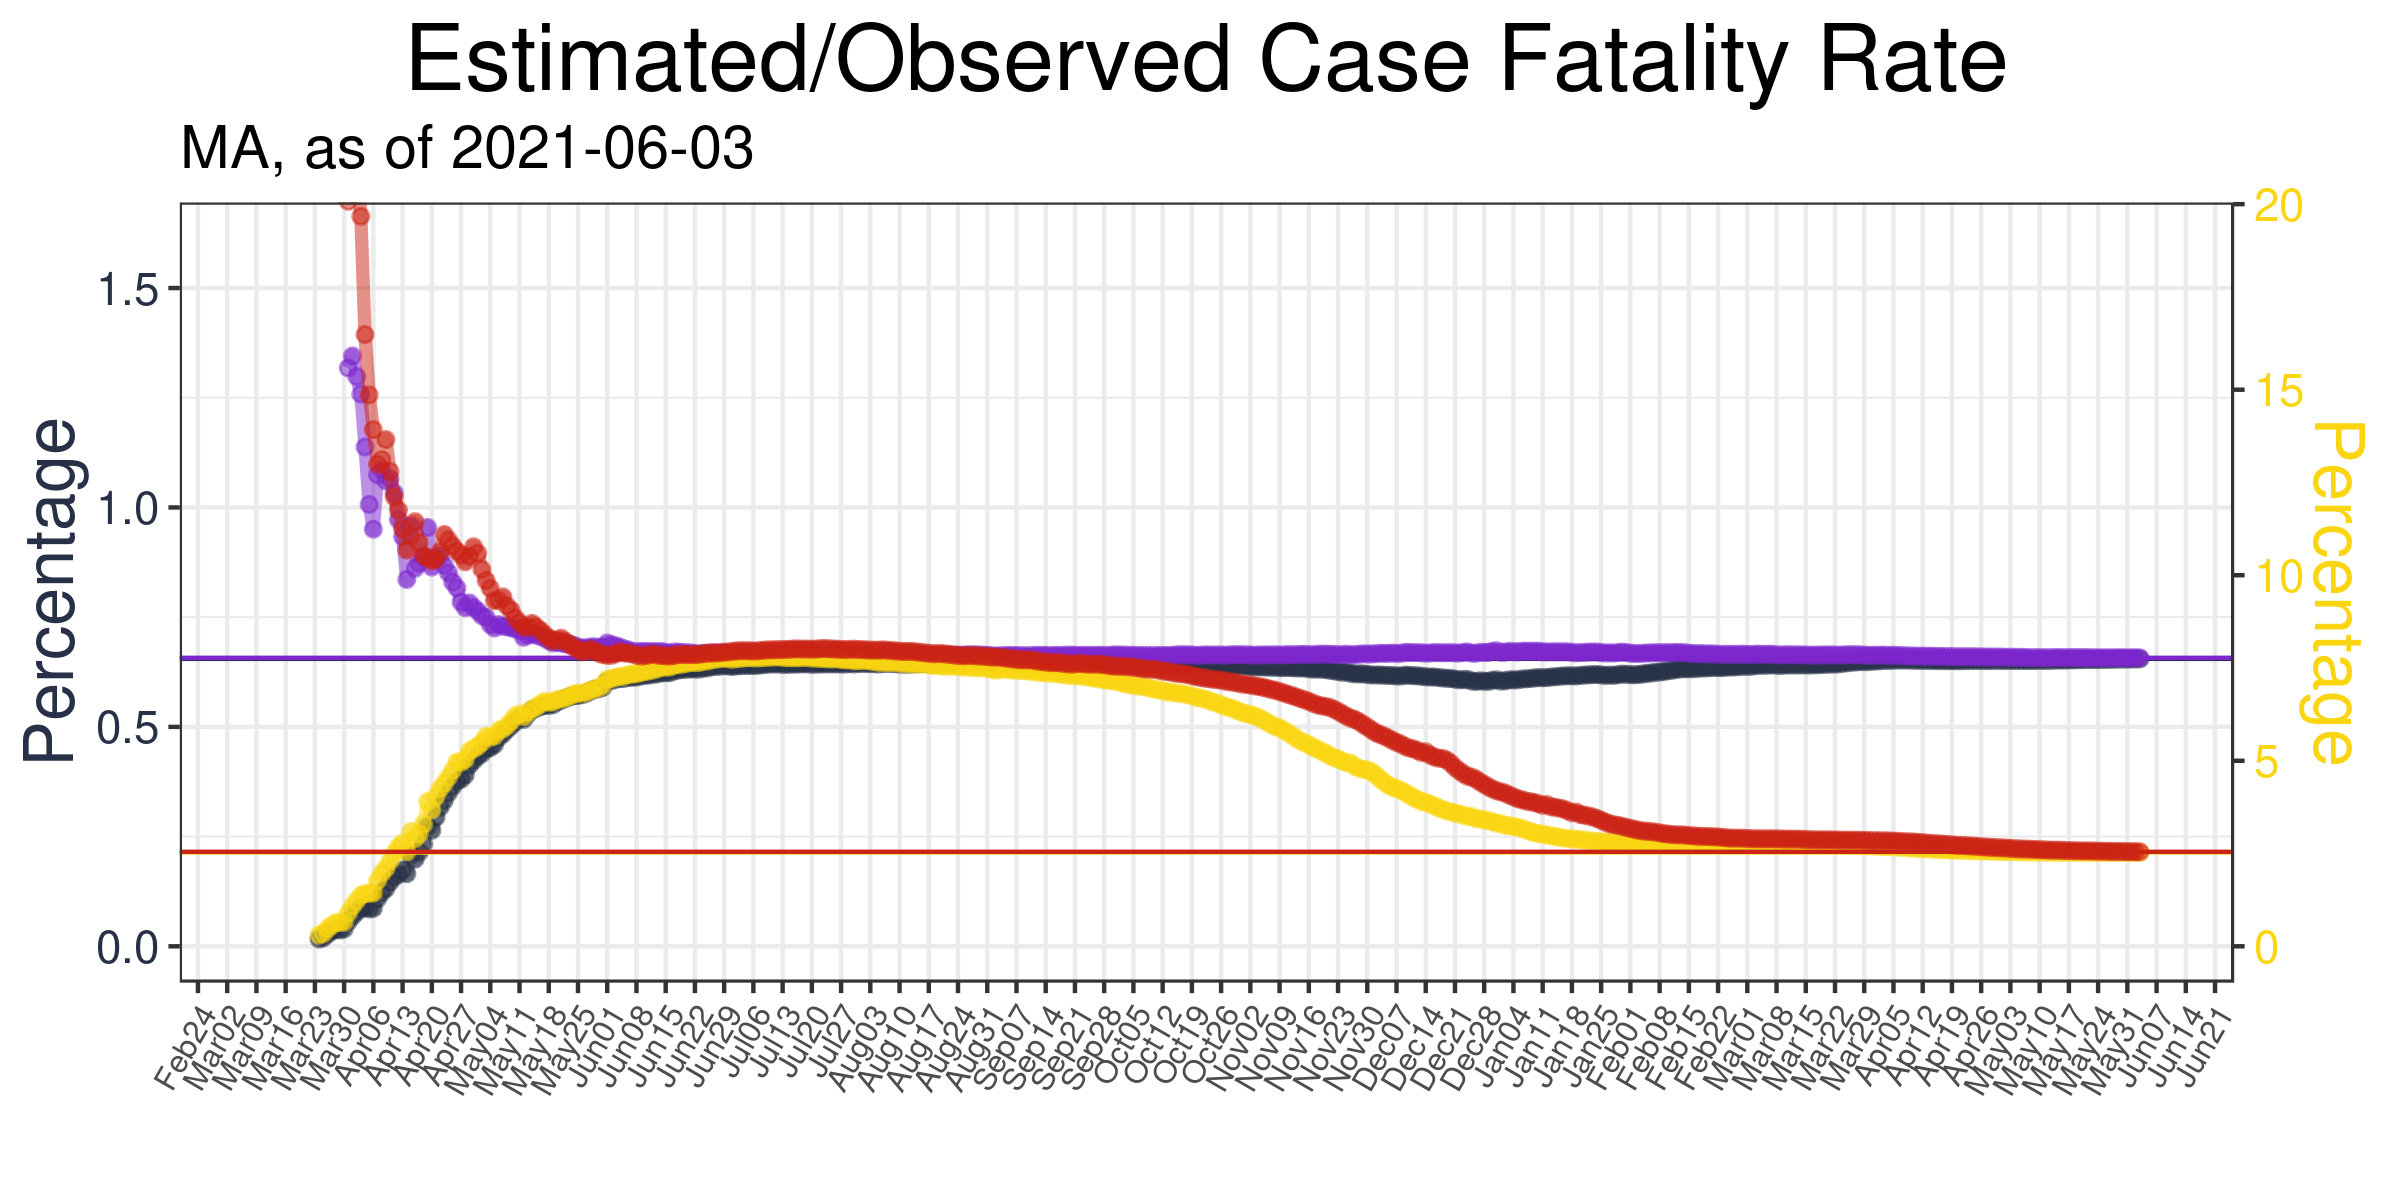 Estimated/Observed Case Fatality Rate
MA, as of 2021-06-03
Percentage
1.5
1.0
0.5
0.0
20
15
10
5
0
Percentage
Feb24
Mar02
Mar09
Mar16
Mar23
Mar30
Apr06
Apr13
Apr20
Apr27
May04
May11
May18
May25
Jun01
Jun08
Jun15
Jun22
Jun29
Jul06
Jul13
Jul20
Jul27
Aug03
Aug10
Aug17
Aug24
Aug31
Sep07
Sep14
Sep21
Sep28
Oct05
Oct12
Oct19
Oct26
Nov02
Nov09
Nov16
Nov23
Nov30
Dec07
Dec14
Dec21
Dec28
Jan04
Jan11
Jan18
Jan25
Feb01
Feb08
Feb15
Feb22
Mar01
Mar08
Mar15
Mar22
Mar29
Apr05
Apr12
Apr19
Apr26
May03
May10
May17
May24
May31
Jun07
Jun14
Jun21